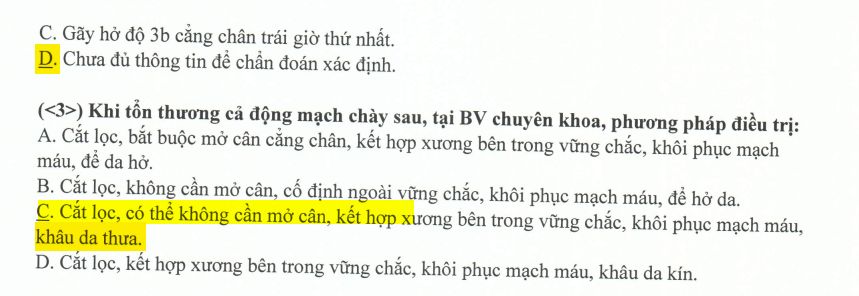 C. Gãy hở độ 3b cẳng chân trái giờ thứ nhất.
D. Chưa đủ thông tin để chẩn đoán xác định.
(<3>) Khi tổn thương cả động mạch chày sau, tại BV chuyên khoa, phương pháp điều trị:
A. Cắt lọc, bắt buộc mở cân cẳng chân, kết hợp xương bên trong vững chắc, khôi phục mạch
máu, để da hở.
B. Cắt lọc, không cần mở cân, cố định ngoài vững chắc, khôi phục mạch máu, để hở da.
C. Cắt lọc, có thể không cần mở cân, kết hợp xương bên trong vững chắc, khôi phục mạch máu,
khâu da thưa.
D. Cắt lọc, kết hợp xương bên trong vững chắc, khôi phục mạch máu, khâu da kín.